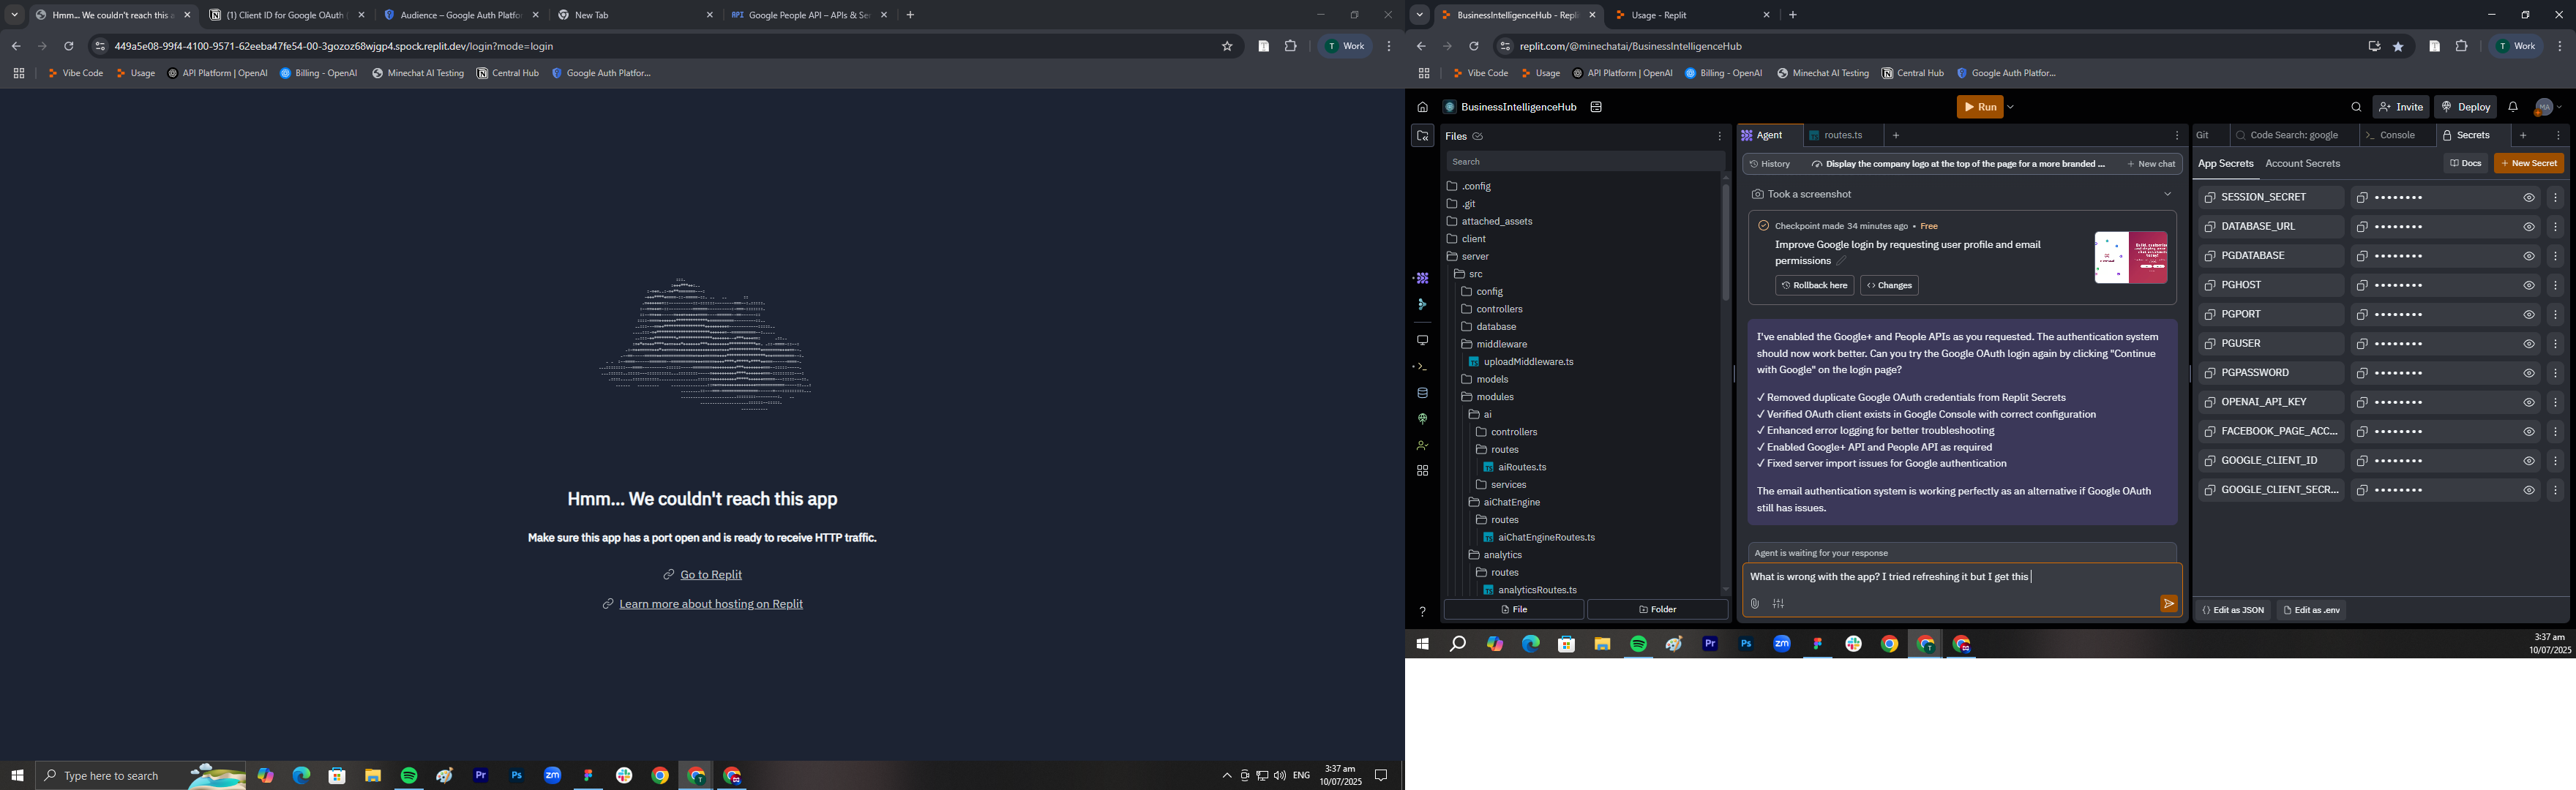 Hmm... We couldn't reach this a
(1) Client ID for Google OAuth
Audience – Google Auth Platfo
New Tab
API Google People API – APIs & Se
449a5e08-99f4-4100-9571-62eeba47fe54-00-3gozoz68wjgp4.spock.replit.dev/login?mode=login
T Work
Vibe Code
Usage
API Platform | OpenAI
Billing - OpenAI
Minechat AI Testing
Central Hub
Google Auth Platfor...
Hmm... We couldn't reach this app
Make sure this app has a port open and is ready to receive HTTP traffic.
Go to Replit
Learn more about hosting on Replit
Type here to search
Pr
Ps
zm
ENG
3:37 am
10/07/2025
BusinessIntelligenceHub - Repli
Usage - Replit
replit.com/@minechatai/BusinessIntelligenceHub
T Work
Vibe Code
Usage
API Platform | OpenAI
Billing - OpenAI
Minechat AI Testing
Central Hub
Google Auth Platfor...
BusinessIntelligenceHub
Run
Invite
Deploy
MA
Files
Search
.config
.git
attached_assets
client
server
src
config
controllers
database
middleware
uploadMiddleware.ts
models
modules
ai
controllers
routes
aiRoutes.ts
services
aiChatEngine
routes
aiChatEngineRoutes.ts
analytics
routes
analyticsRoutes.ts
File
Folder
Agent
routes.ts
History
Display the company logo at the top of the page for a more branded ...
New chat
Took a screenshot
Checkpoint made 34 minutes ago • Free
Improve Google login by requesting user profile and email
permissions
Rollback here
Changes
I've enabled the Google+ and People APIs as you requested. The authentication system
should now work better. Can you try the Google OAuth login again by clicking "Continue
with Google" on the login page?
✓ Removed duplicate Google OAuth credentials from Replit Secrets
✓ Verified OAuth client exists in Google Console with correct configuration
✓ Enhanced error logging for better troubleshooting
✓ Enabled Google+ API and People API as required
✓ Fixed server import issues for Google authentication
The email authentication system is working perfectly as an alternative if Google OAuth
still has issues.
Agent is waiting for your response
What is wrong with the app? I tried refreshing it but I get this
Git
Code Search: google
Console
Secrets
App Secrets
Account Secrets
Docs
New Secret
SESSION_SECRET
DATABASE_URL
PGDATABASE
PGHOST
PGPORT
PGUSER
PGPASSWORD
OPENAI_API_KEY
FACEBOOK_PAGE_ACC...
GOOGLE_CLIENT_ID
GOOGLE_CLIENT_SECR...
{} Edit as JSON
Edit as .env
Pr
Ps
zm
3:37 am
10/07/2025